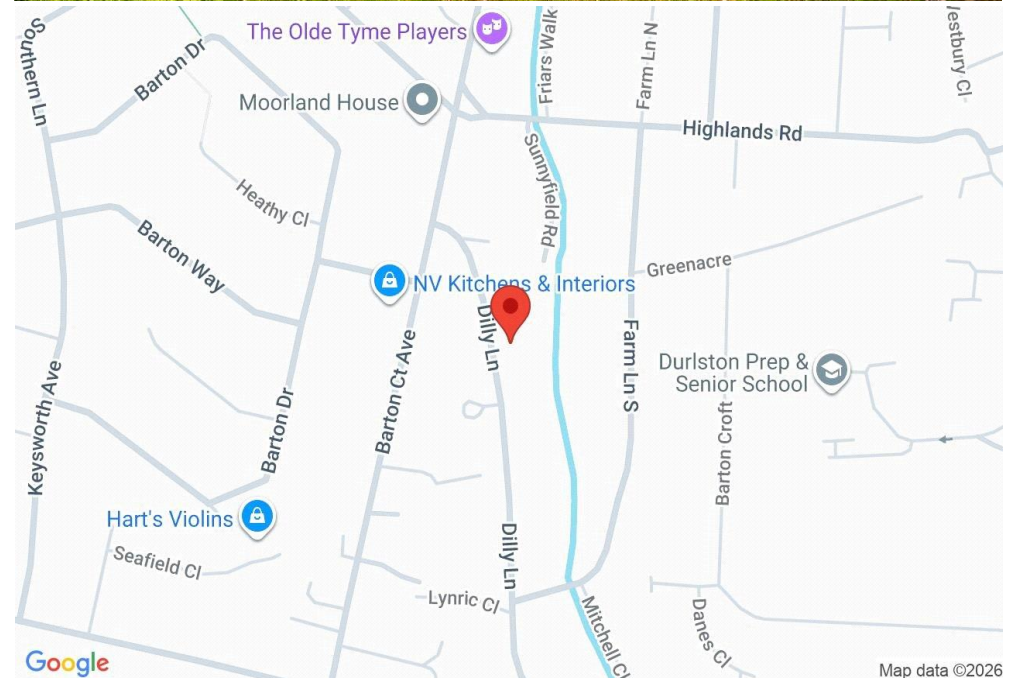 The Olde Tyme Players
Southern Ln
Barton Dr
Friars Walk
Farm Ln N
Moorland House
Highlands Rd
Sunnyfield Rd
Heathy Cl
Barton Way
Greenacre
NV Kitchens & Interiors
Dilly Ln
Farm Ln S
Durlston Prep &
Senior School
Keysworth Ave
Barton Dr
Barton Ct Ave
Barton Croft
Hart's Violins
Dilly Ln
Seafield Cl
Lynric Cl
Mitchell Cl
Danes Cl
Google
Map data ©2026